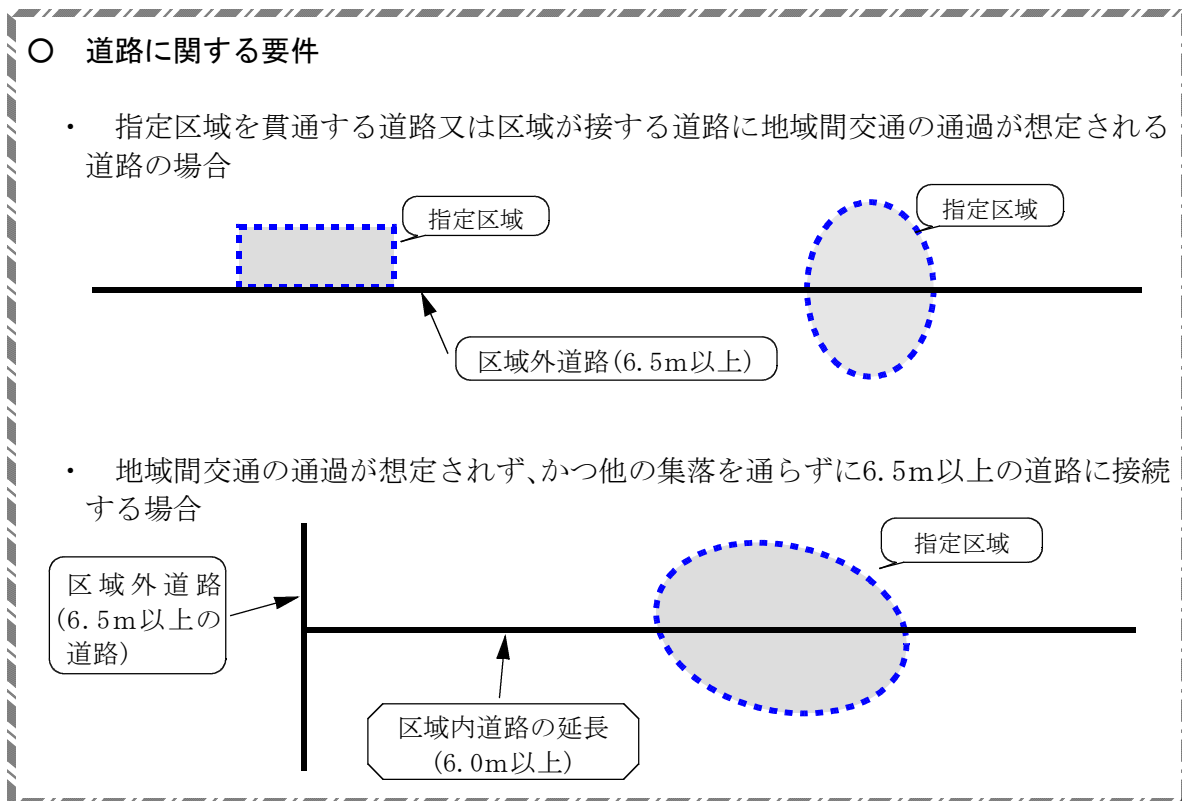 ○　道路に関する要件
・　指定区域を貫通する道路又は区域が接する道路に地域間交通の通過が想定される
道路の場合
指定区域
指定区域
区域外道路(6.5m以上)
・　地域間交通の通過が想定されず、かつ他の集落を通らずに6.5m以上の道路に接続
する場合
指定区域
区域外道路
(6.5m以上の
道路)
区域内道路の延長
(6.0m以上)